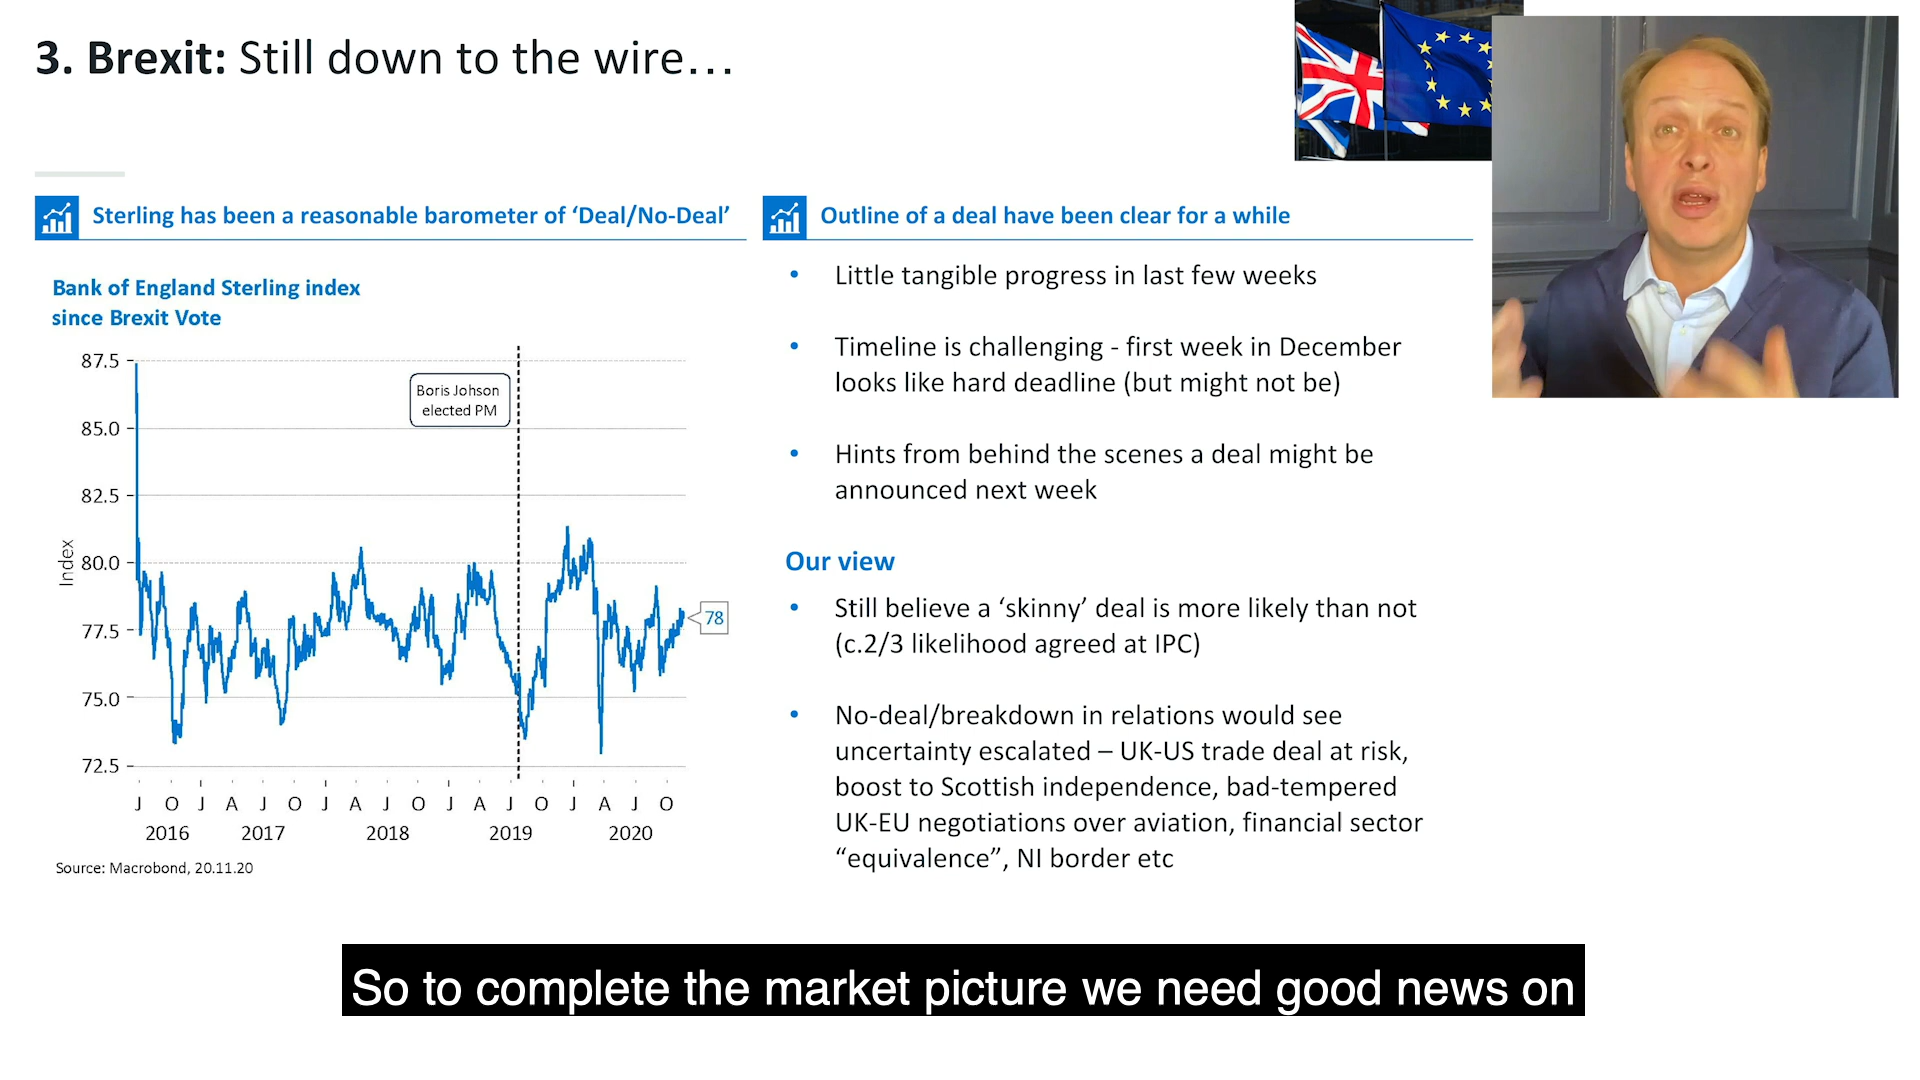 3. Brexit: Still down to the wire…
Sterling has been a reasonable barometer of ‘Deal/No-Deal’
Bank of England Sterling index
since Brexit Vote
87.5
85.0
82.5
80.0
77.5
75.0
72.5
Index
Boris Johson
elected PM
78
J O J A J O J A J O J A J O J A J O
2016 2017 2018 2019 2020
Source: Macrobond, 20.11.20
Outline of a deal have been clear for a while
• Little tangible progress in last few weeks
• Timeline is challenging - first week in December
looks like hard deadline (but might not be)
• Hints from behind the scenes a deal might be
announced next week
Our view
• Still believe a ‘skinny’ deal is more likely than not
(c.2/3 likelihood agreed at IPC)
• No-deal/breakdown in relations would see
uncertainty escalated – UK-US trade deal at risk,
boost to Scottish independence, bad-tempered
UK-EU negotiations over aviation, financial sector
“equivalence”, NI border etc
So to complete the market picture we need good news on